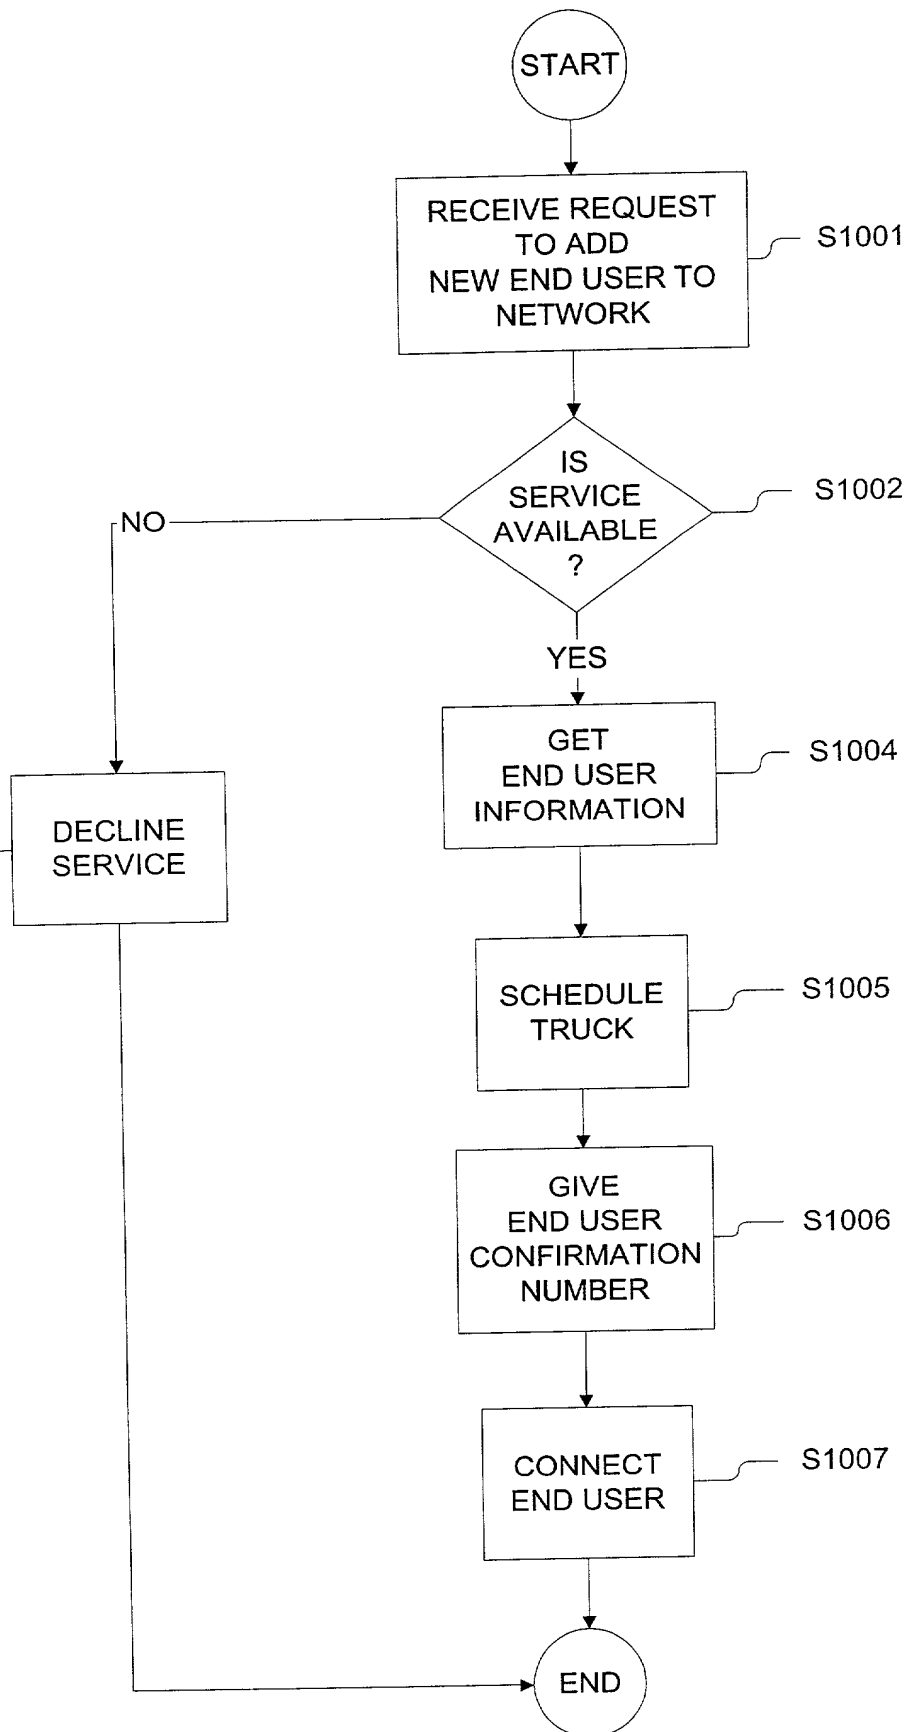 START
RECEIVE REQUEST
TO ADD
NEW END USER TO
NETWORK
S1001
IS
SERVICE
AVAILABLE
?
S1002
NO
YES
GET
END USER
INFORMATION
S1004
DECLINE
SERVICE
SCHEDULE
TRUCK
S1005
GIVE
END USER
CONFIRMATION
NUMBER
S1006
CONNECT
END USER
S1007
END